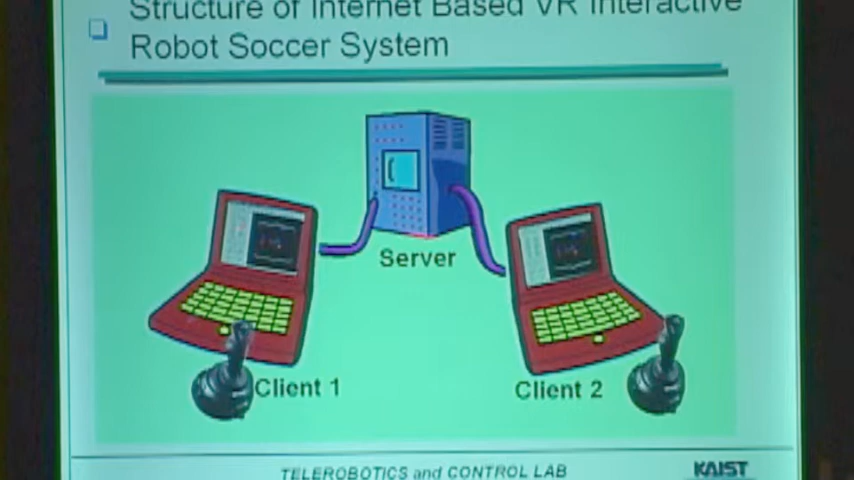 Structure of Internet Based VR Interactive
Robot Soccer System
Server
Client 1
Client 2
TELEROBOTICS and CONTROL LAB
KAIST